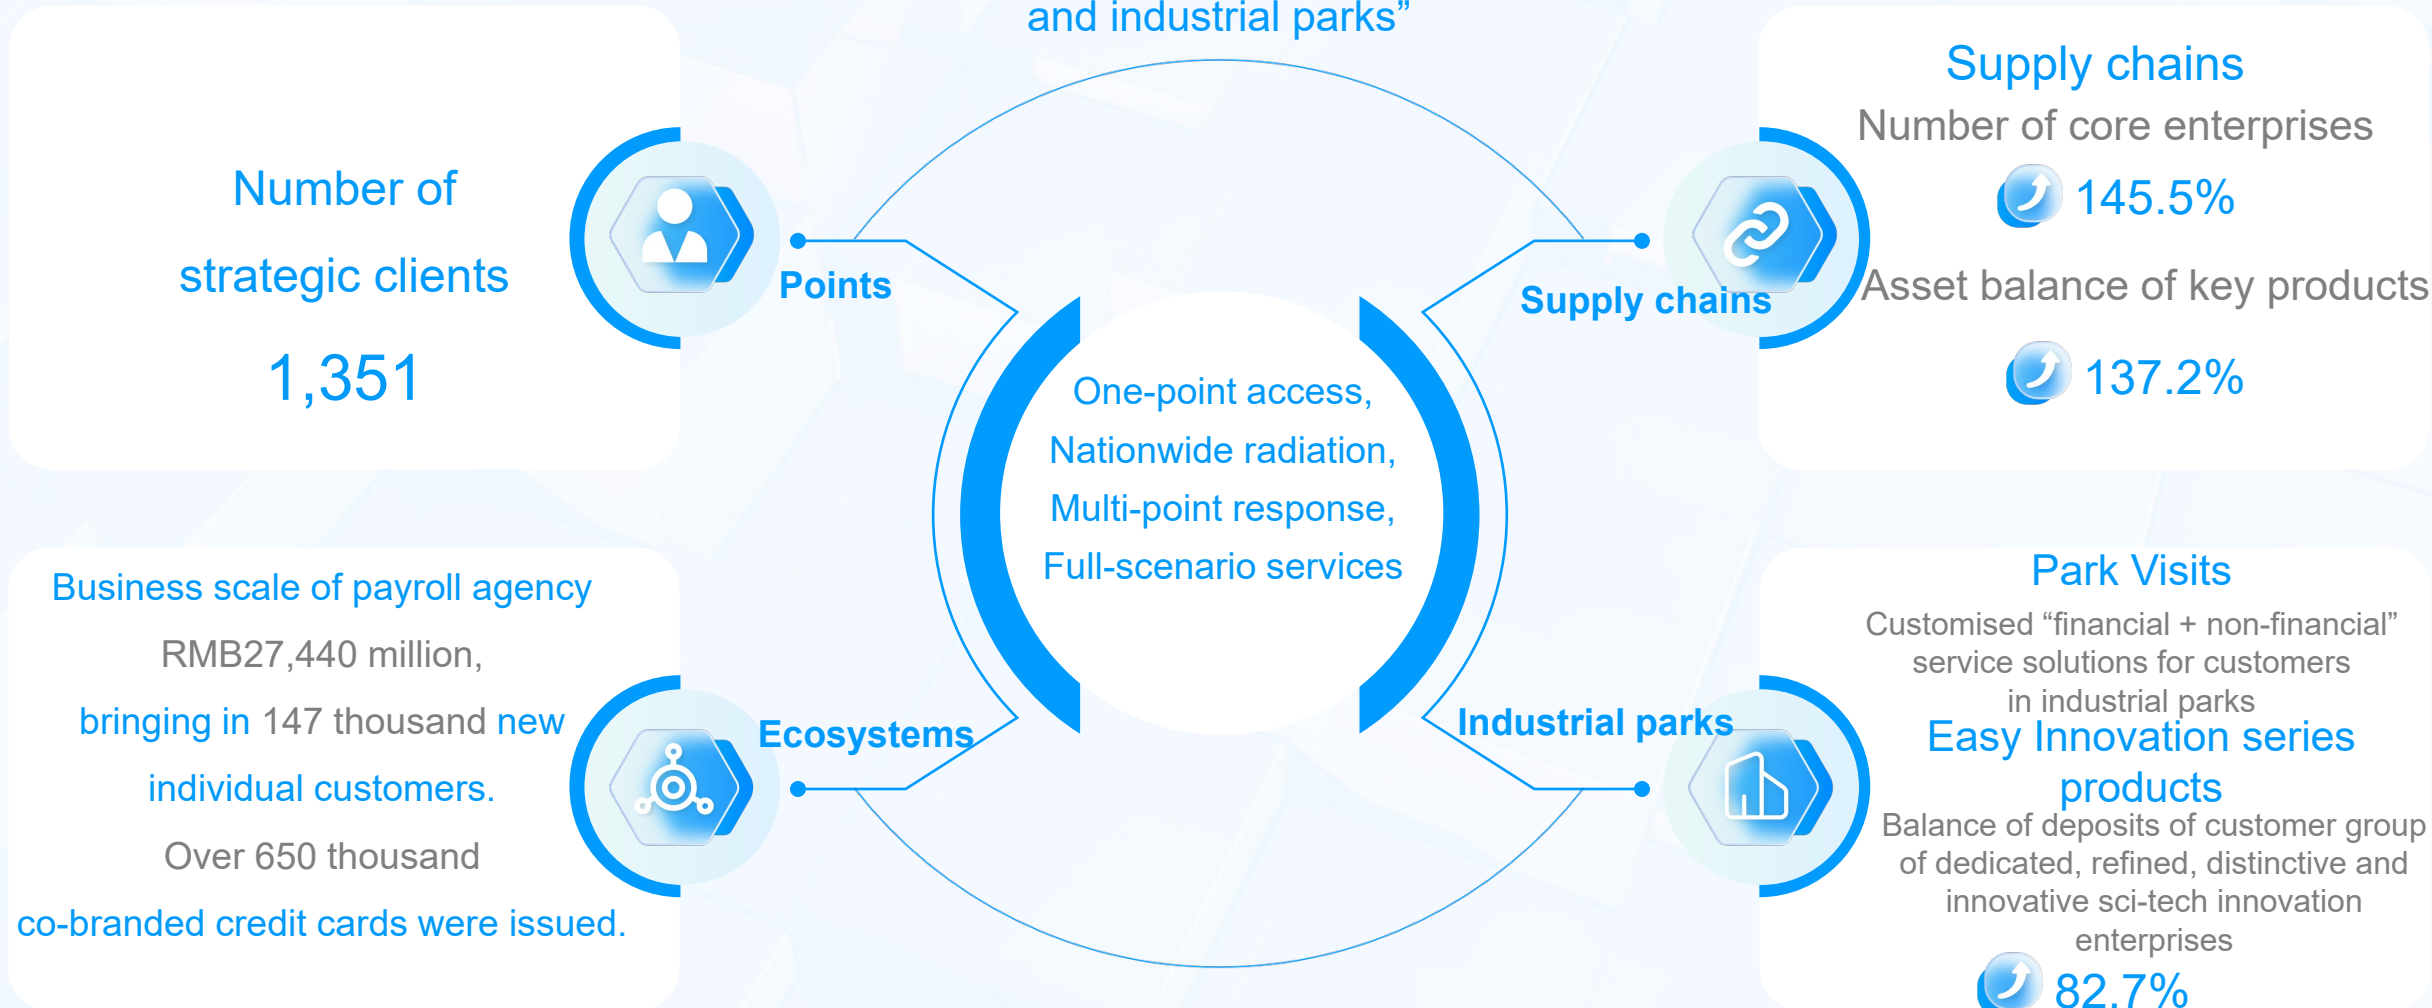 and industrial parks”
Number of
strategic clients
1,351
Points
Supply chains
Supply chains
Number of core enterprises
145.5%
Asset balance of key products
137.2%
One-point access,
Nationwide radiation,
Multi-point response,
Full-scenario services
Business scale of payroll agency
RMB27,440 million,
bringing in 147 thousand new
individual customers.
Over 650 thousand
co-branded credit cards were issued.
Ecosystems
Industrial parks
Park Visits
Customised “financial + non-financial”
service solutions for customers
in industrial parks
Easy Innovation series
products
Balance of deposits of customer group
of dedicated, refined, distinctive and
innovative sci-tech innovation
enterprises
82.7%